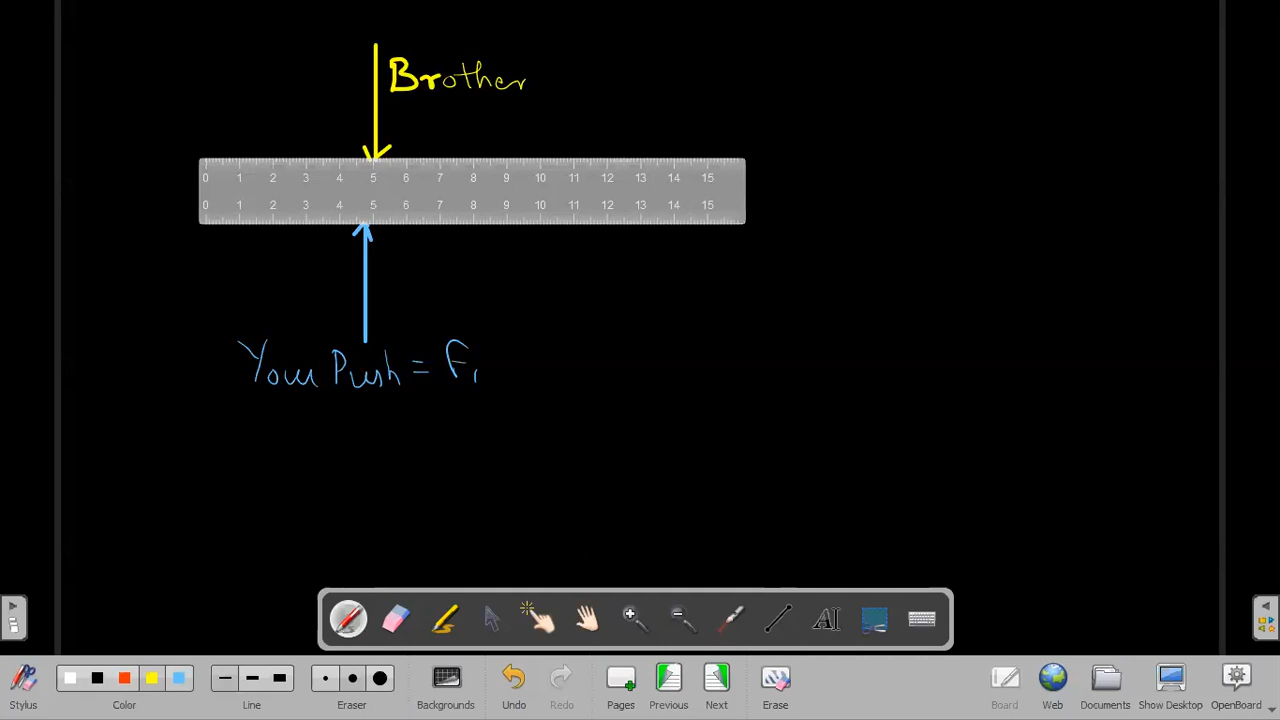 Brother
0 1 2 3 4 5 6 7 8 9 10 11 12 13 14 15
0 1 2 3 4 5 6 7 8 9 10 11 12 13 14 15
Your Push = F1
Stylus Color Line Eraser Backgrounds Undo Redo Pages Previous Next Erase Board Web Documents Show Desktop OpenBoard